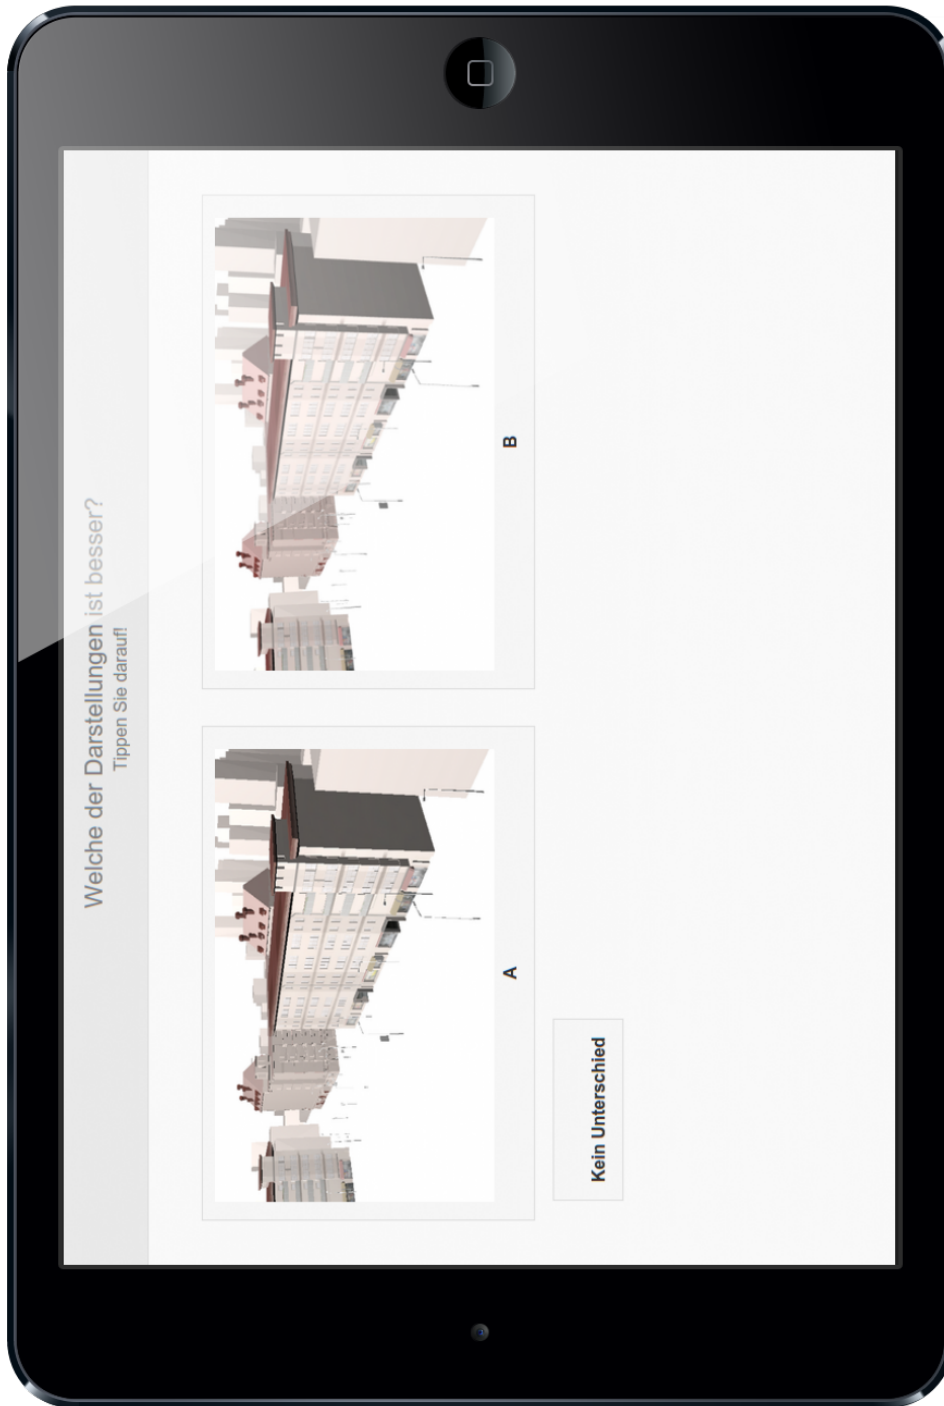 Welche der Darstellungen ist besser?
Tippen Sie darauf!
A
B
Kein Unterschied